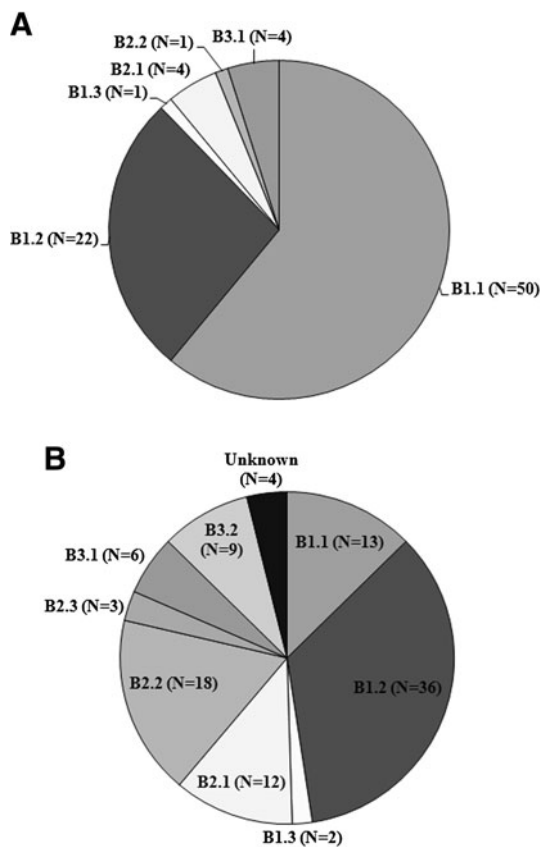 A
B2.2 (N=1)
B3.1 (N=4)
B2.1 (N=4)
B1.3 (N=1)
B1.2 (N=22)
B1.1 (N=50)
B
Unknown
(N=4)
B3.2
(N=9)
B1.1 (N=13)
B3.1 (N=6)
B2.3 (N=3)
B2.2 (N=18)
B1.2 (N=36)
B2.1 (N=12)
B1.3 (N=2)